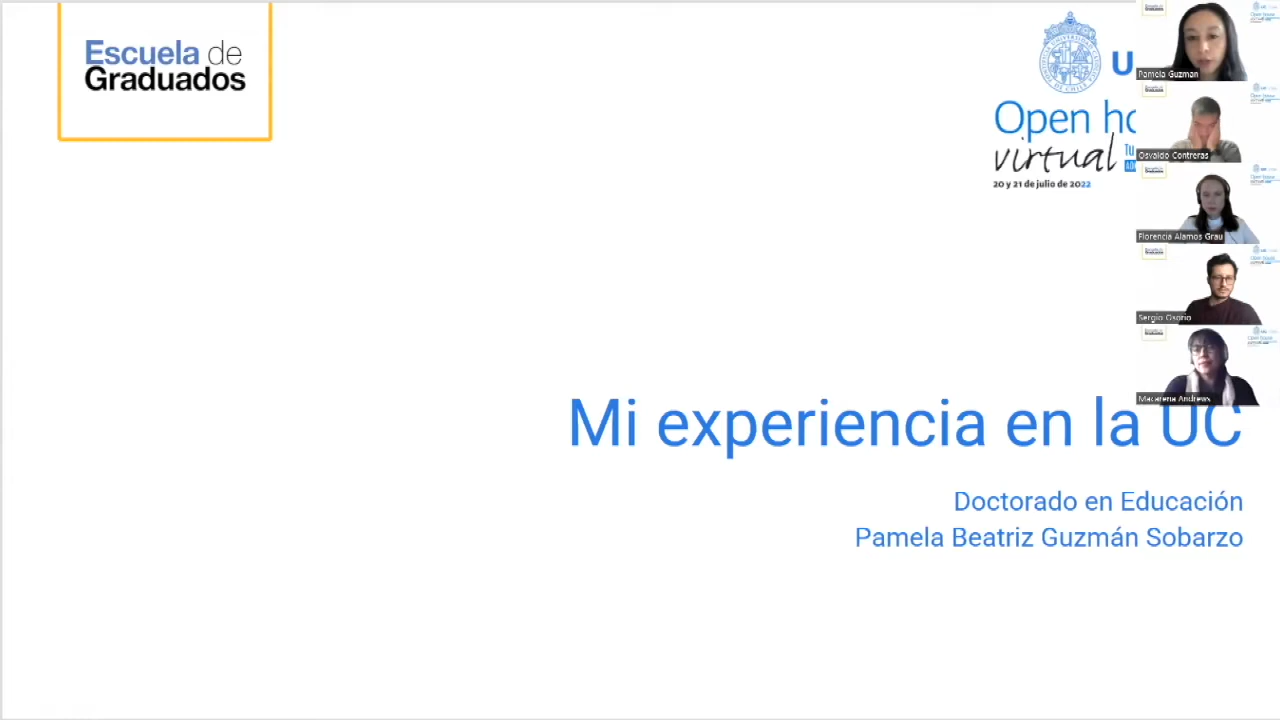 Escuela de
Graduados
U
Open ho
virtual
Tu
20 y 21 de julio de 2022
Pamela Guzman
Osvaldo Contreras
Florencia Alamos Grau
Sergio Osorio
Macarena Andrews
Mi experiencia en la UC
Doctorado en Educación
Pamela Beatriz Guzmán Sobarzo